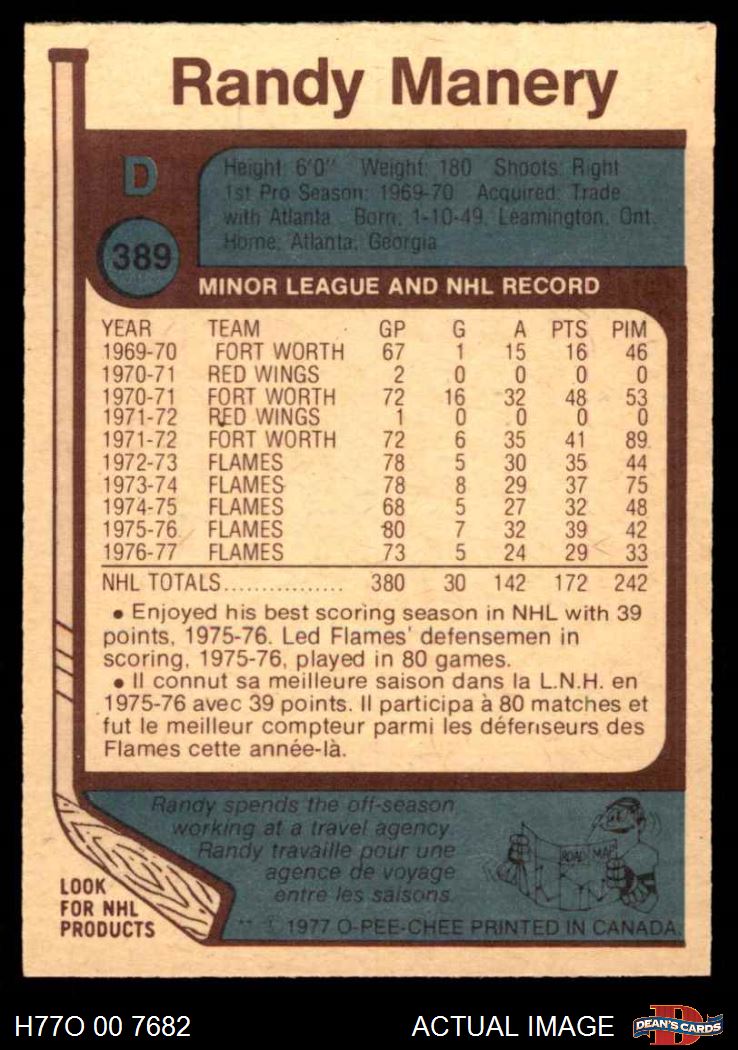 Randy Manery
D
Height: 6'0" Weight: 180 Shoots: Right
1st Pro Season: 1969-70 Acquired: Trade
with Atlanta Born: 1-10-49, Leamington, Ont.
Home: Atlanta, Georgia
389
MINOR LEAGUE AND NHL RECORD
YEAR TEAM GP G A PTS PIM
1969-70 FORT WORTH 67 1 15 16 46
1970-71 RED WINGS 2 0 0 0 0
1970-71 FORT WORTH 72 16 32 48 53
1971-72 RED WINGS 1 0 0 0 0
1971-72 FORT WORTH 72 6 35 41 89
1972-73 FLAMES 78 5 30 35 44
1973-74 FLAMES 78 8 29 37 75
1974-75 FLAMES 68 5 27 32 48
1975-76 FLAMES 80 7 32 39 42
1976-77 FLAMES 73 5 24 29 33
NHL TOTALS................ 380 30 142 172 242
• Enjoyed his best scoring season in NHL with 39
points, 1975-76. Led Flames' defensemen in
scoring, 1975-76, played in 80 games.
• Il connut sa meilleure saison dans la L.N.H. en
1975-76 avec 39 points. Il participa à 80 matches et
fut le meilleur compteur parmi les défenseurs des
Flames cette année-là.
Randy spends the off-season
working at a travel agency.
Randy travaille pour une
agence de voyage
entre les saisons.
ROAD MAP
LOOK
FOR NHL
PRODUCTS
** © 1977 O-PEE-CHEE PRINTED IN CANADA.
H77O 00 7682 ACTUAL IMAGE
D
DEAN'S CARDS